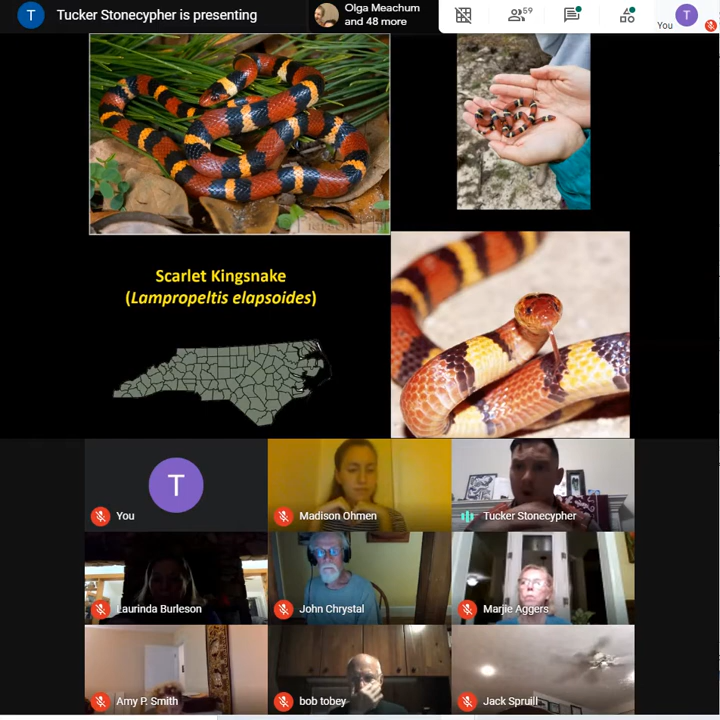 T
Tucker Stonecypher is presenting
Olga Meachum
and 48 more
59
You
T
Scarlet Kingsnake
(Lampropeltis elapsoides)
T
You
Madison Ohmen
Tucker Stonecypher
Laurinda Burleson
John Chrystal
Marjie Aggers
Amy P. Smith
bob tobey
Jack Spruill